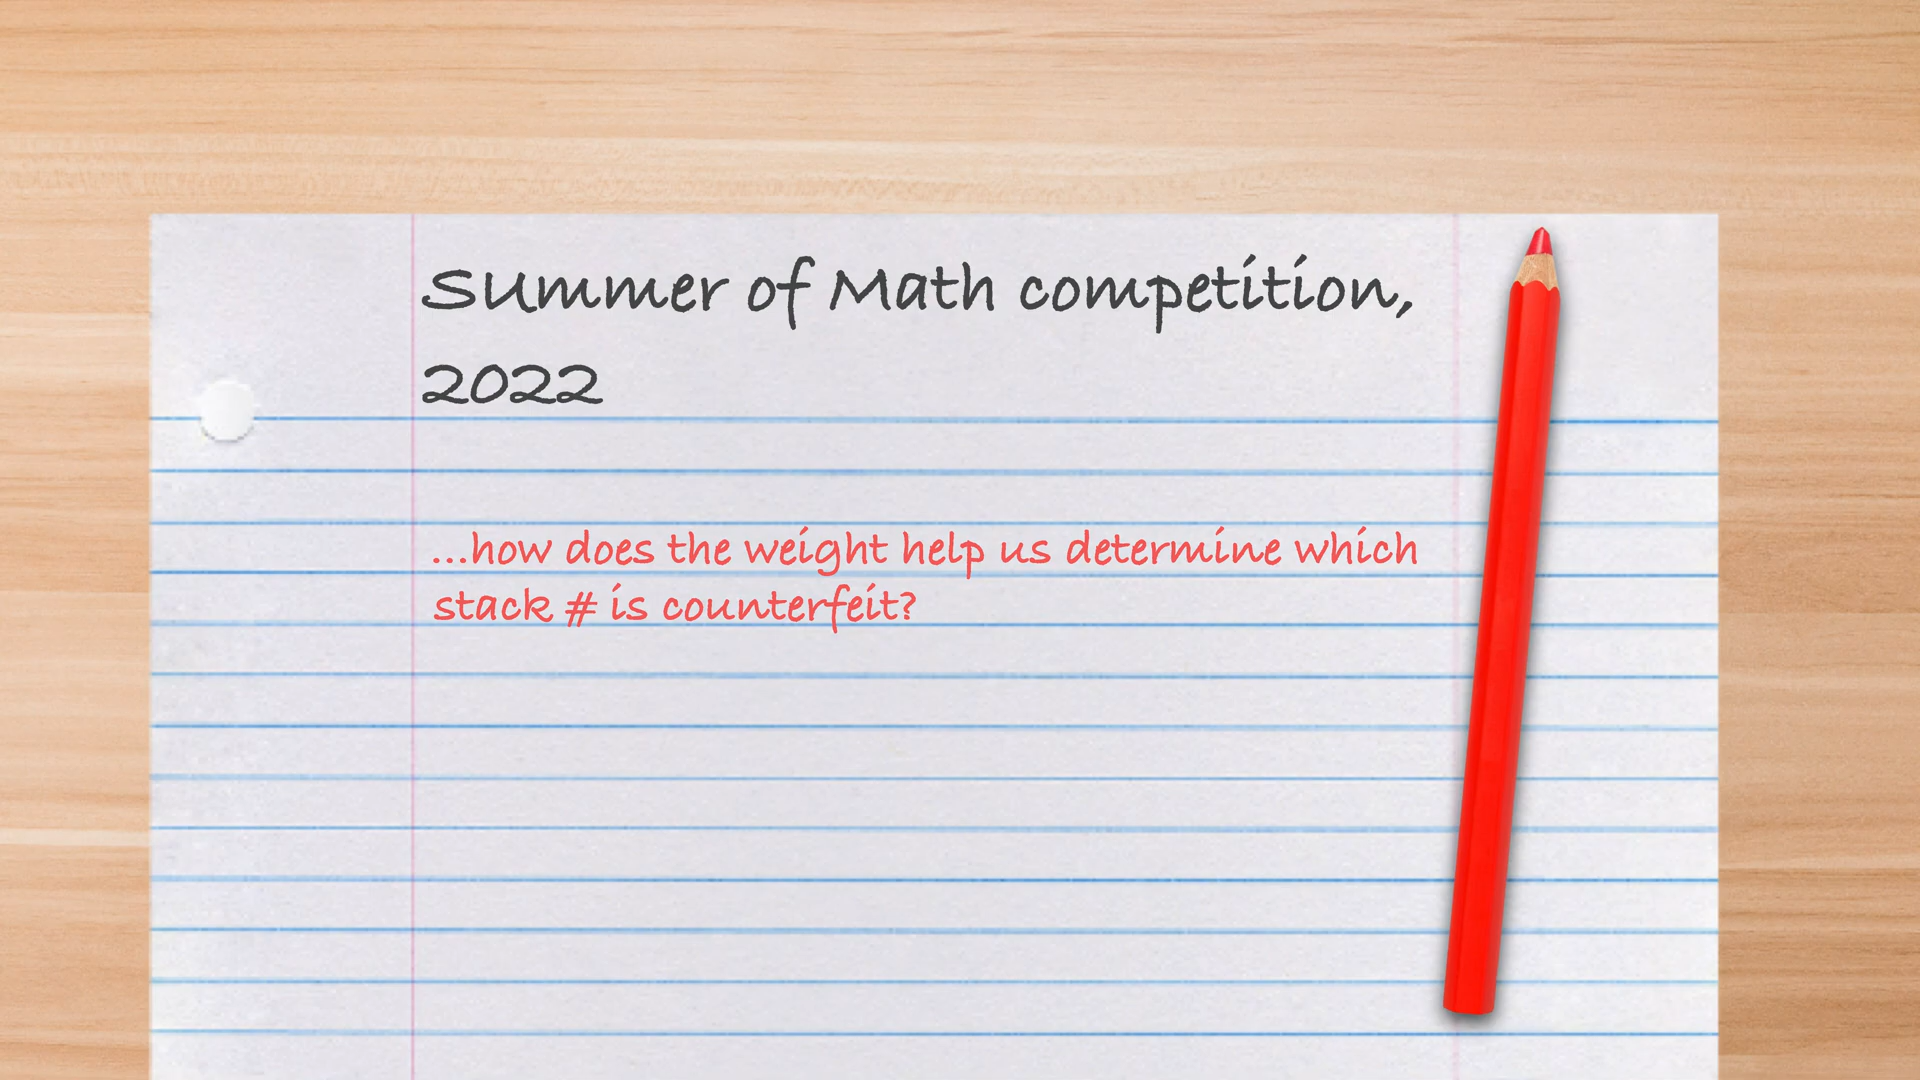 Summer of Math competition,
2022
...how does the weight help us determine which
stack # is counterfeit?